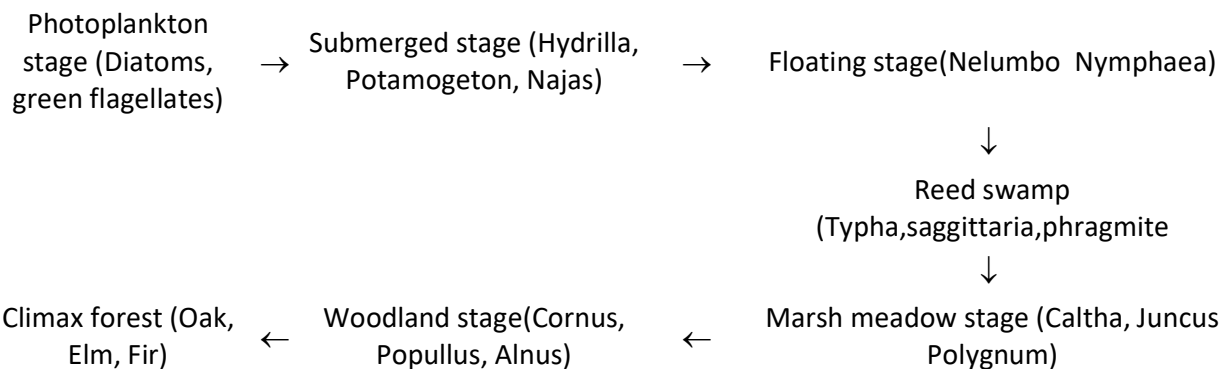 Photoplankton
stage (Diatoms,
green flagellates)
→
Submerged stage (Hydrilla,
Potamogeton, Najas)
→
Floating stage(Nelumbo Nymphaea)
↓
Reed swamp
(Typha,saggittaria,phragmite
↓
Marsh meadow stage (Caltha, Juncus
Polygnum)
←
Woodland stage(Cornus,
Popullus, Alnus)
←
Climax forest (Oak,
Elm, Fir)